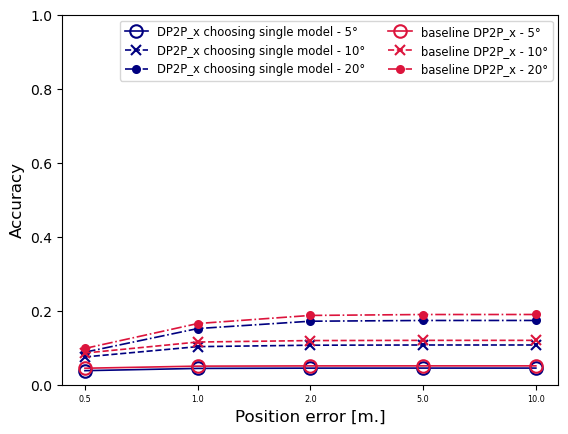 DP2P_x choosing single model - 5°
DP2P_x choosing single model - 10°
DP2P_x choosing single model - 20°
baseline DP2P_x - 5°
baseline DP2P_x - 10°
baseline DP2P_x - 20°
1.0
0.8
0.6
0.4
0.2
0.0
Accuracy
0.5 1.0 2.0 5.0 10.0
Position error [m.]